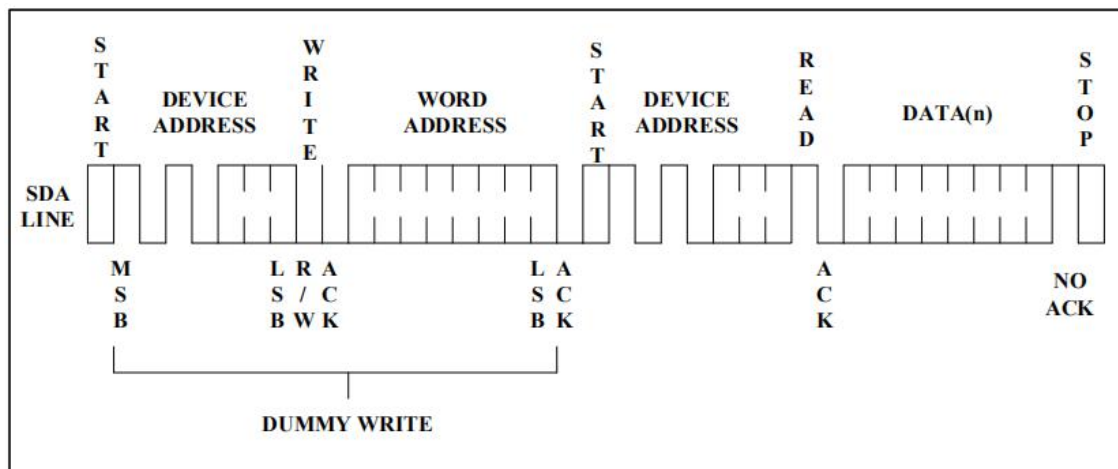 START
WRITE
START
READ
STOP
DEVICE
ADDRESS
WORD
ADDRESS
DEVICE
ADDRESS
DATA(n)
SDA
LINE
MSB
LSB
R/W
ACK
LSB
ACK
ACK
NO
ACK
DUMMY WRITE